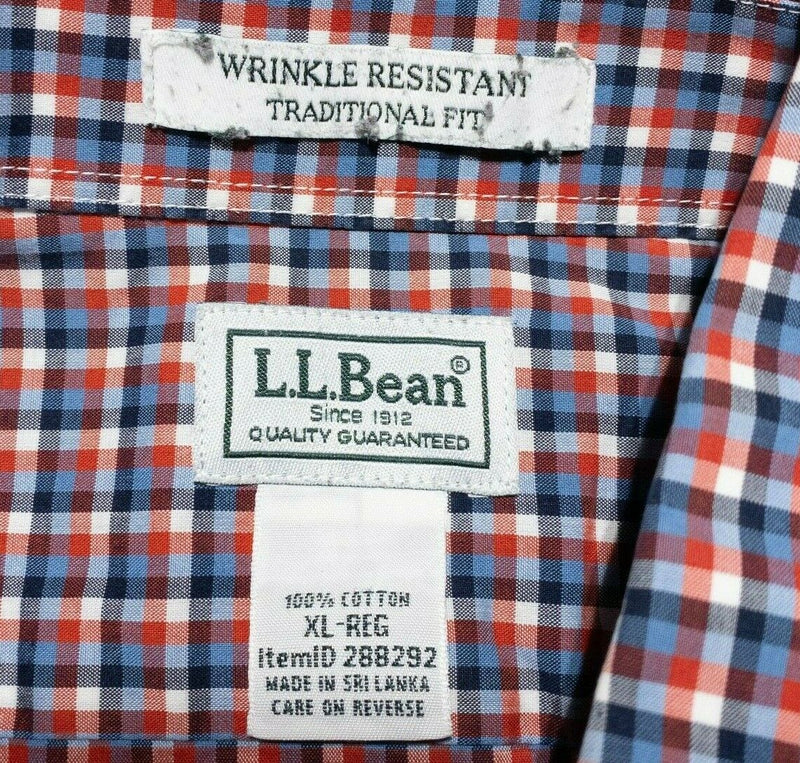 WRINKLE RESISTANT
TRADITIONAL FIT
L.L.Bean®
Since 1912
QUALITY GUARANTEED
100% COTTON
XL-REG
ItemID 288292
MADE IN SRI LANKA
CARE ON REVERSE